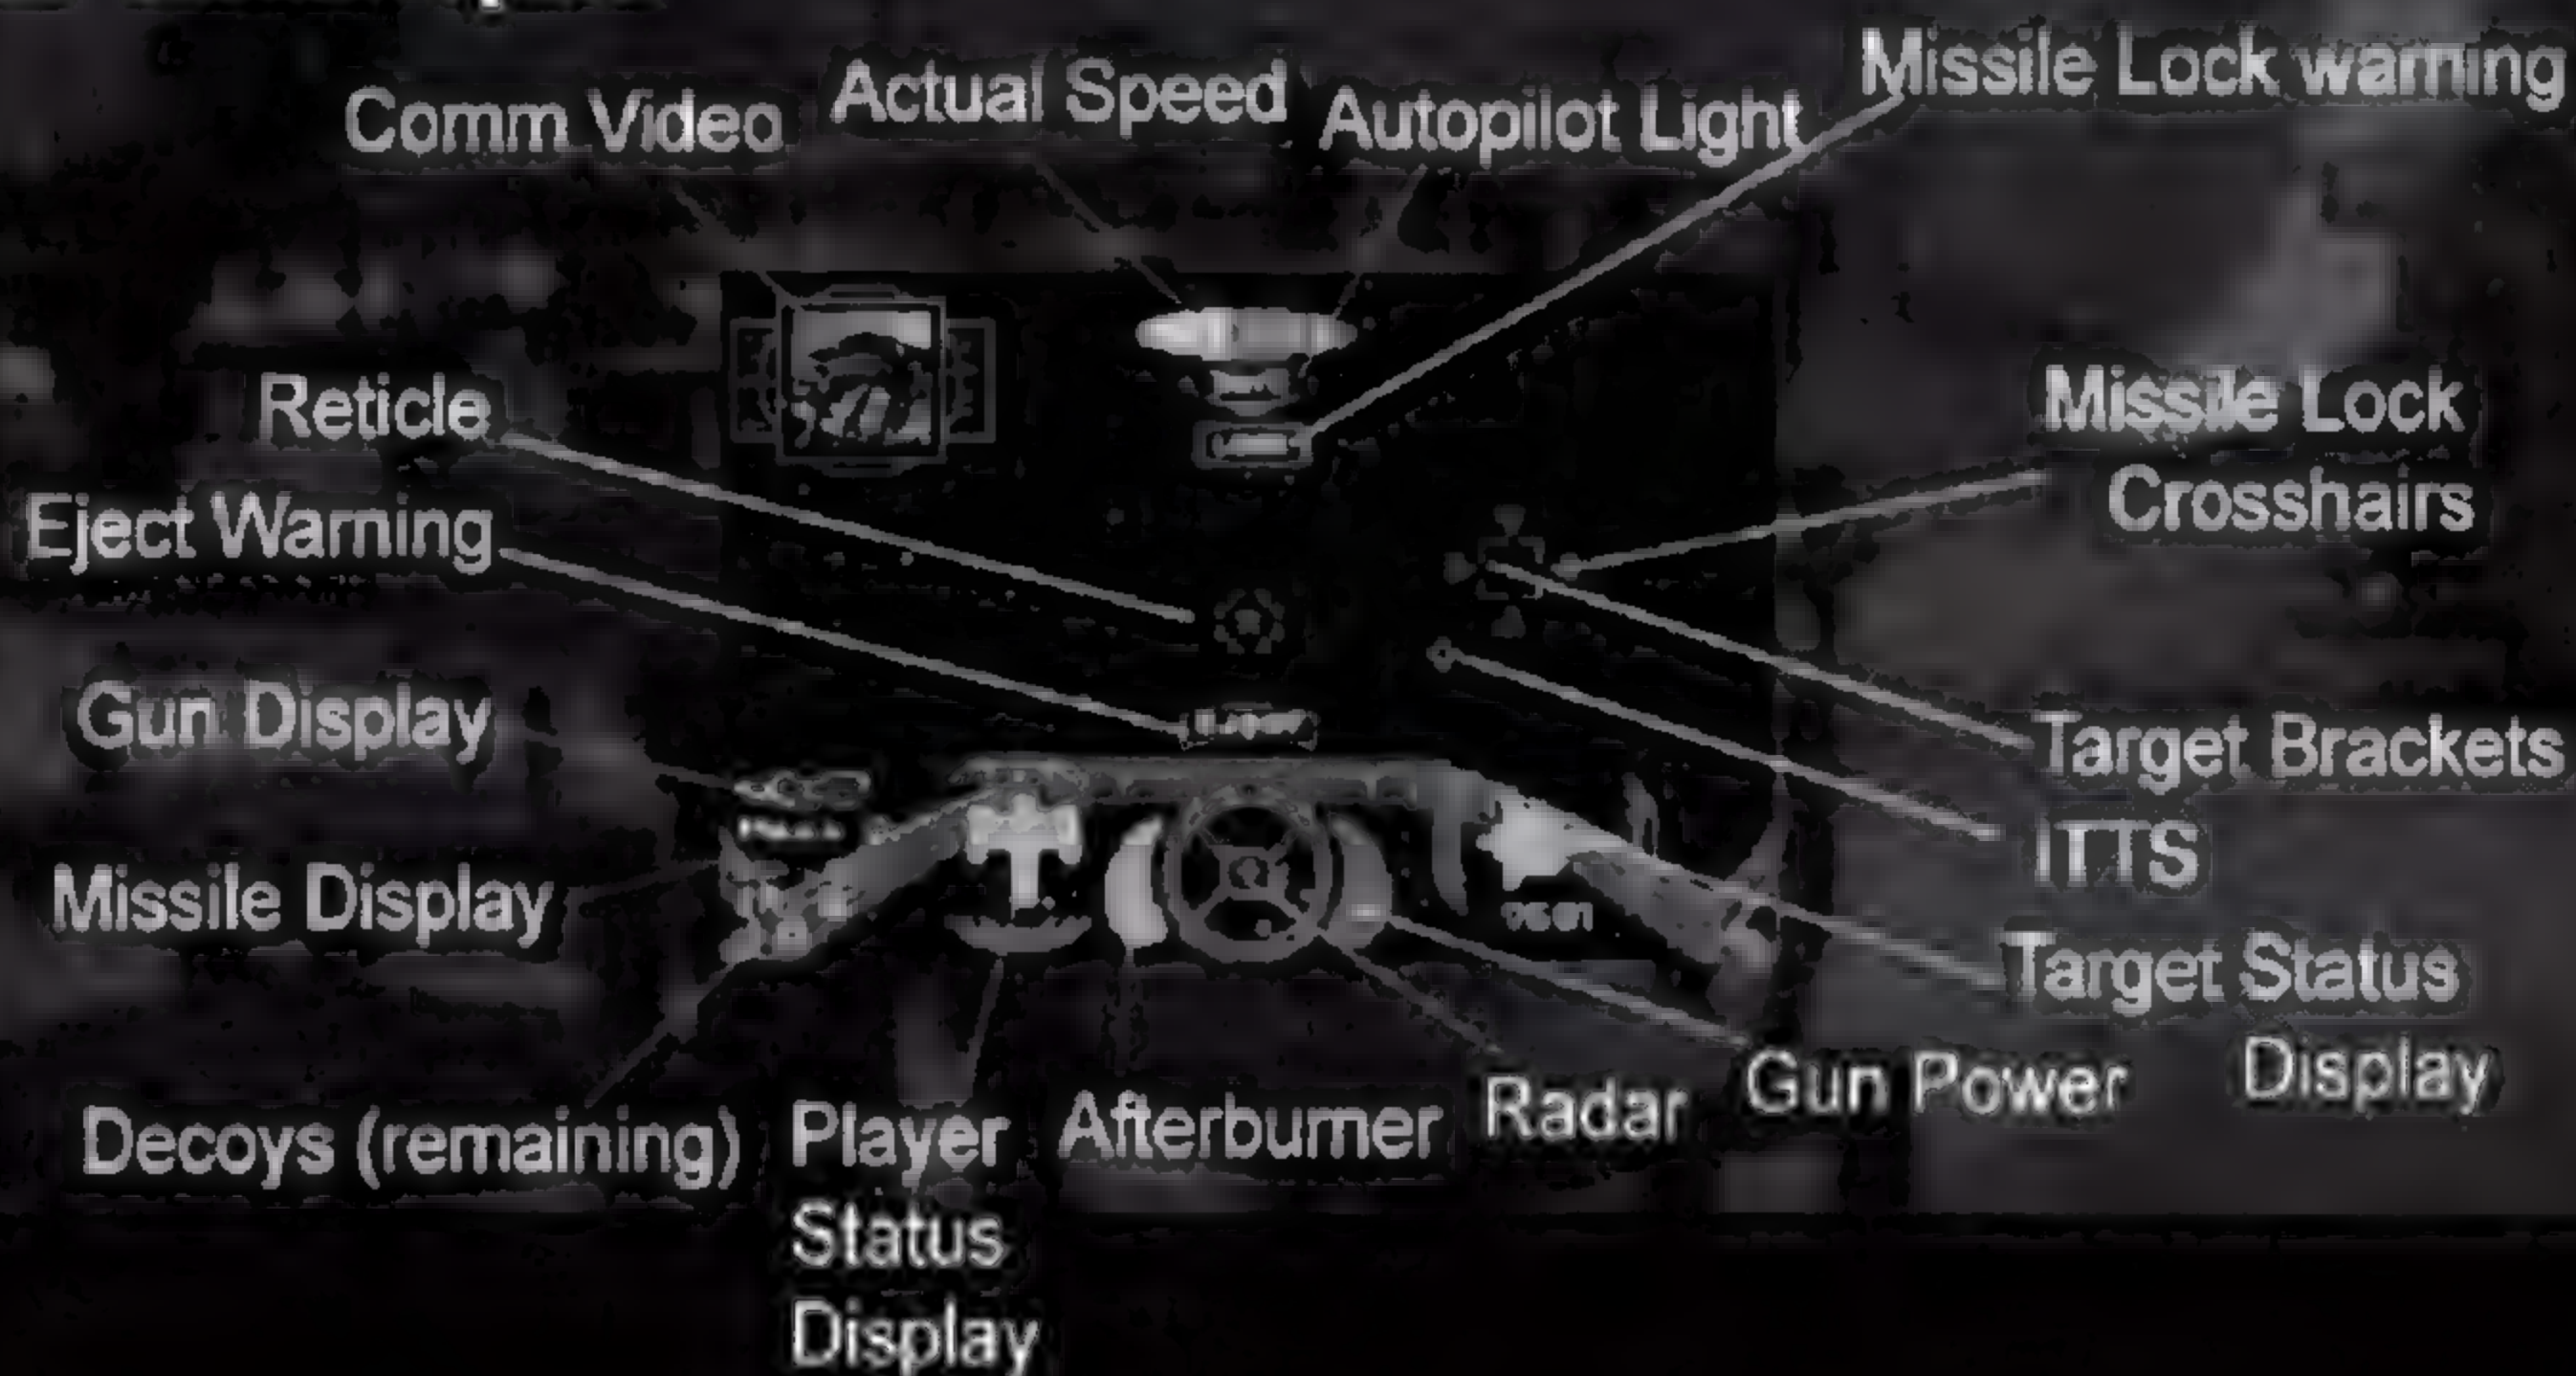 Missile Lock warning
Actual Speed
Comm Video
Autopilot Light
Reticle
Missile Lock
Crosshairs
Eject Warning
Gun Display
Target Brackets
ITTS
Missile Display
Target Status
Display
Gun Power
Radar
Decoys (remaining)
Player
Status
Display
Afterburner